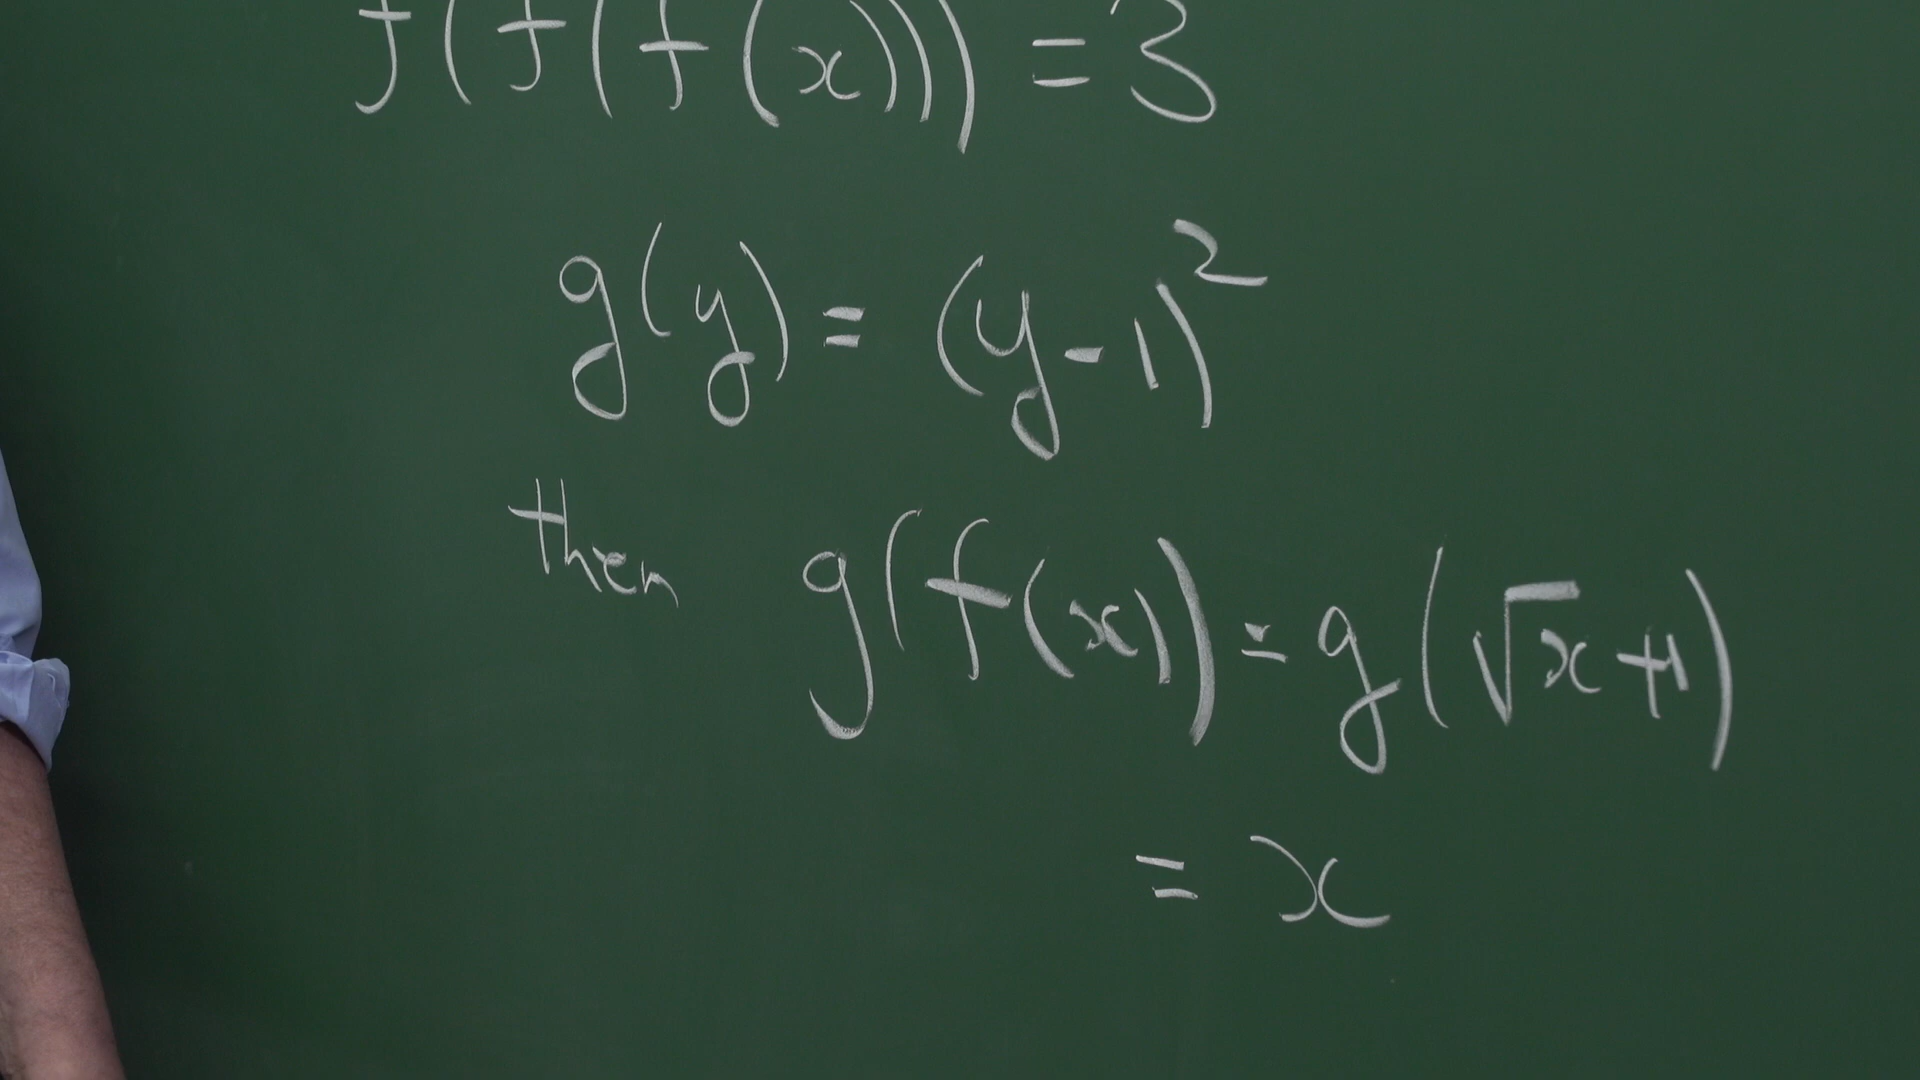 f(f(f(x))) = 3
g(y) = (y-1)²
then g(f(x)) = g(√x+1)
= x